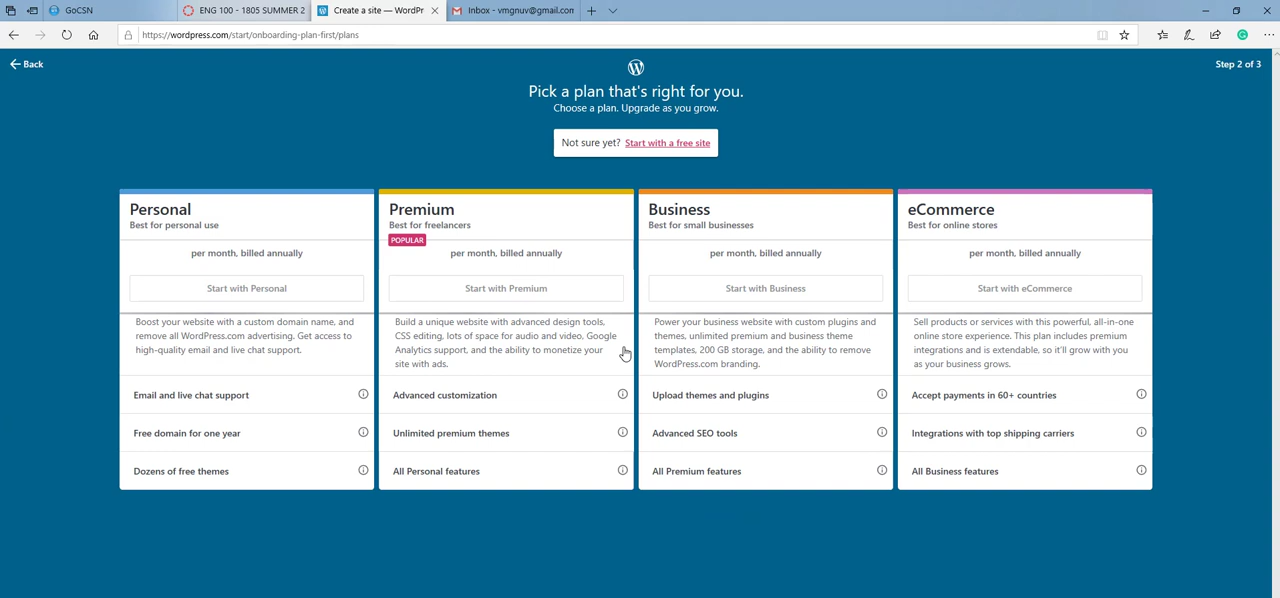 GoCSN
ENG 100 - 1805 SUMMER 2
Create a site — WordPr
Inbox - vmgnuv@gmail.con
https://wordpress.com/start/onboarding-plan-first/plans
Back
Step 2 of 3
Pick a plan that's right for you.
Choose a plan. Upgrade as you grow.
Not sure yet? Start with a free site
Personal
Best for personal use
per month, billed annually
Start with Personal
Boost your website with a custom domain name, and
remove all WordPress.com advertising. Get access to
high-quality email and live chat support.
Email and live chat support
Free domain for one year
Dozens of free themes
Premium
Best for freelancers
POPULAR
per month, billed annually
Start with Premium
Build a unique website with advanced design tools,
CSS editing, lots of space for audio and video, Google
Analytics support, and the ability to monetize your
site with ads.
Advanced customization
Unlimited premium themes
All Personal features
Business
Best for small businesses
per month, billed annually
Start with Business
Power your business website with custom plugins and
themes, unlimited premium and business theme
templates, 200 GB storage, and the ability to remove
WordPress.com branding.
Upload themes and plugins
Advanced SEO tools
All Premium features
eCommerce
Best for online stores
per month, billed annually
Start with eCommerce
Sell products or services with this powerful, all-in-one
online store experience. This plan includes premium
integrations and is extendable, so it'll grow with you
as your business grows.
Accept payments in 60+ countries
Integrations with top shipping carriers
All Business features